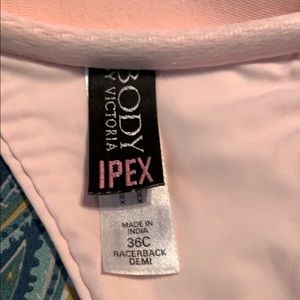 BODY
BY VICTORIA
IPEX
MADE IN
INDIA
36C
RACERBACK
DEMI